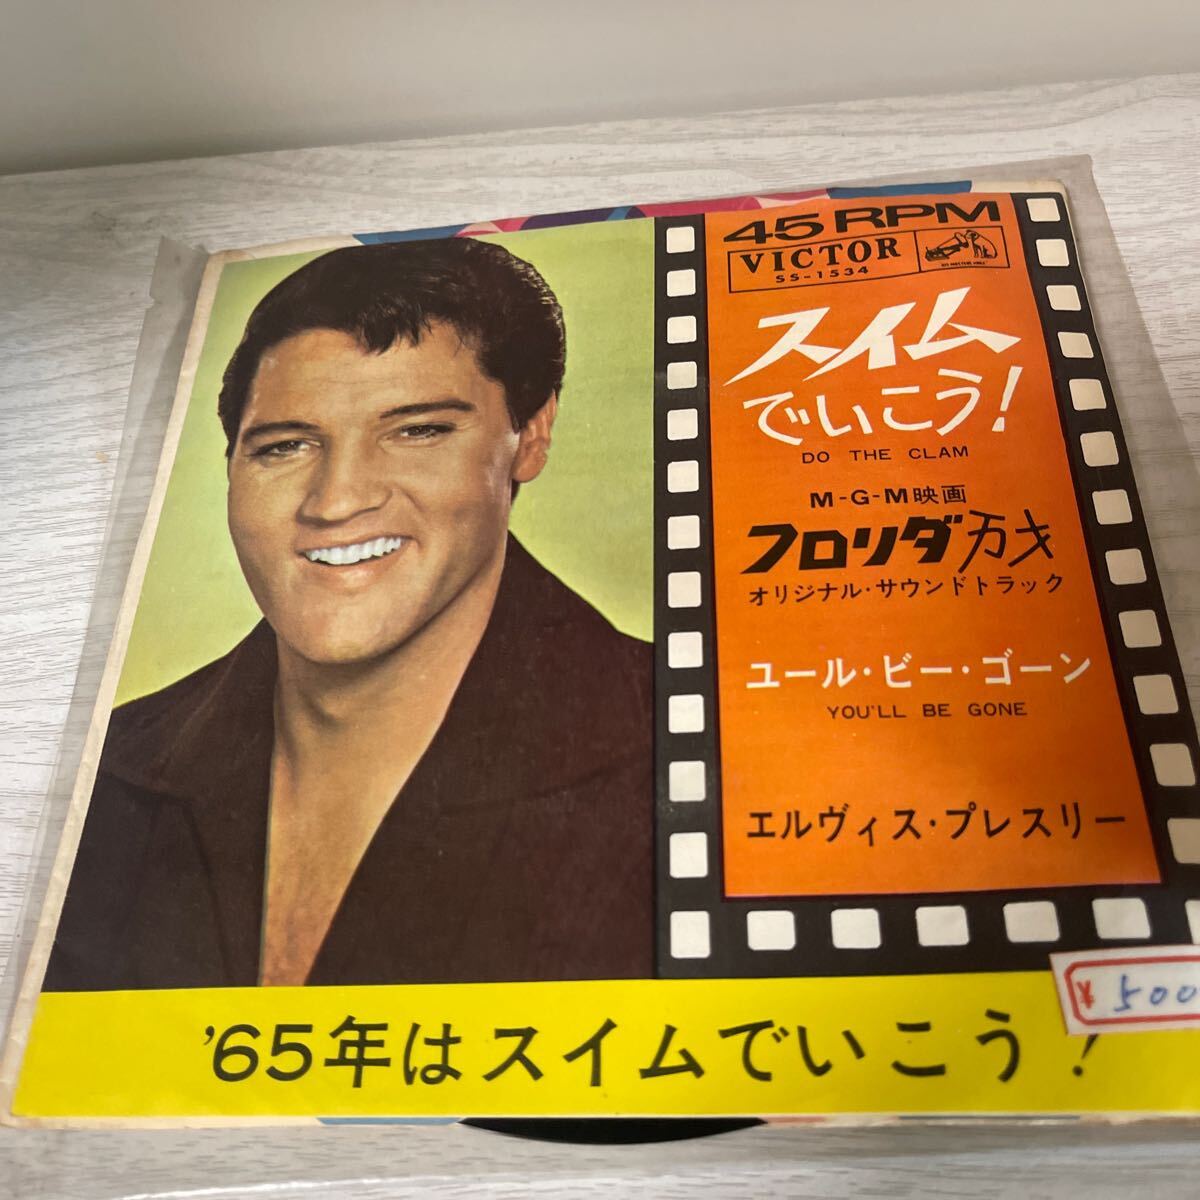 45 RPM
VICTOR
SS-1534
スイム
でいこう!
DO THE CLAM
M-G-M映画
フロリダ万才
オリジナル・サウンドトラック
ユール・ビー・ゴーン
YOU'LL BE GONE
エルヴィス・プレスリー
¥500
'65年はスイムでいこう!